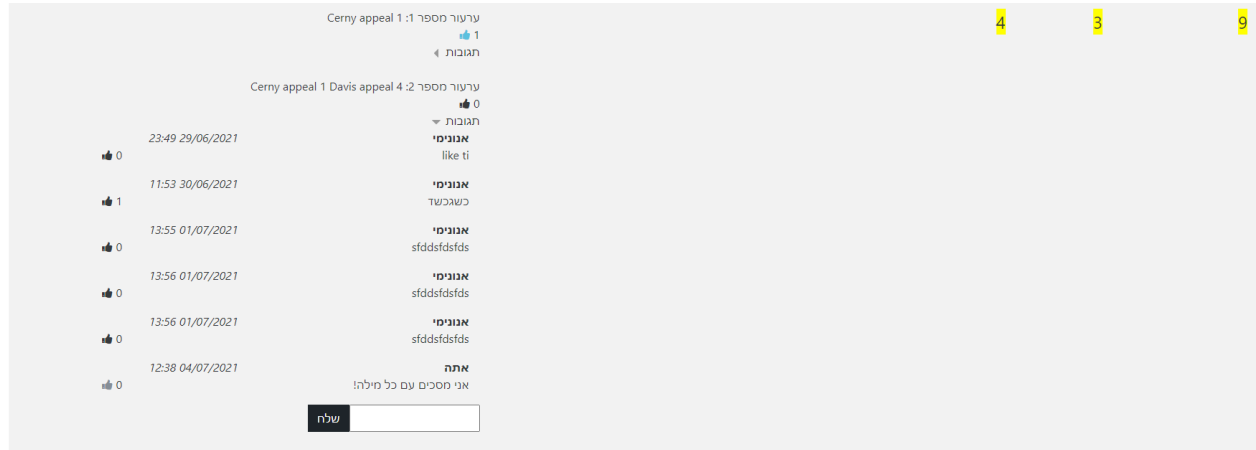 9 3 4
ערעור מספר 1: Cerny appeal 1
1
תגובות
ערעור מספר 2: Cerny appeal 1 Davis appeal 4
0
תגובות
אנונימי 23:49 29/06/2021
like ti 0
אנונימי 11:53 30/06/2021
כשגכשד 1
אנונימי 13:55 01/07/2021
sfddsfdsfds 0
אנונימי 13:56 01/07/2021
sfddsfdsfds 0
אנונימי 13:56 01/07/2021
sfddsfdsfds 0
אתה 12:38 04/07/2021
אני מסכים עם כל מילה! 0
שלח